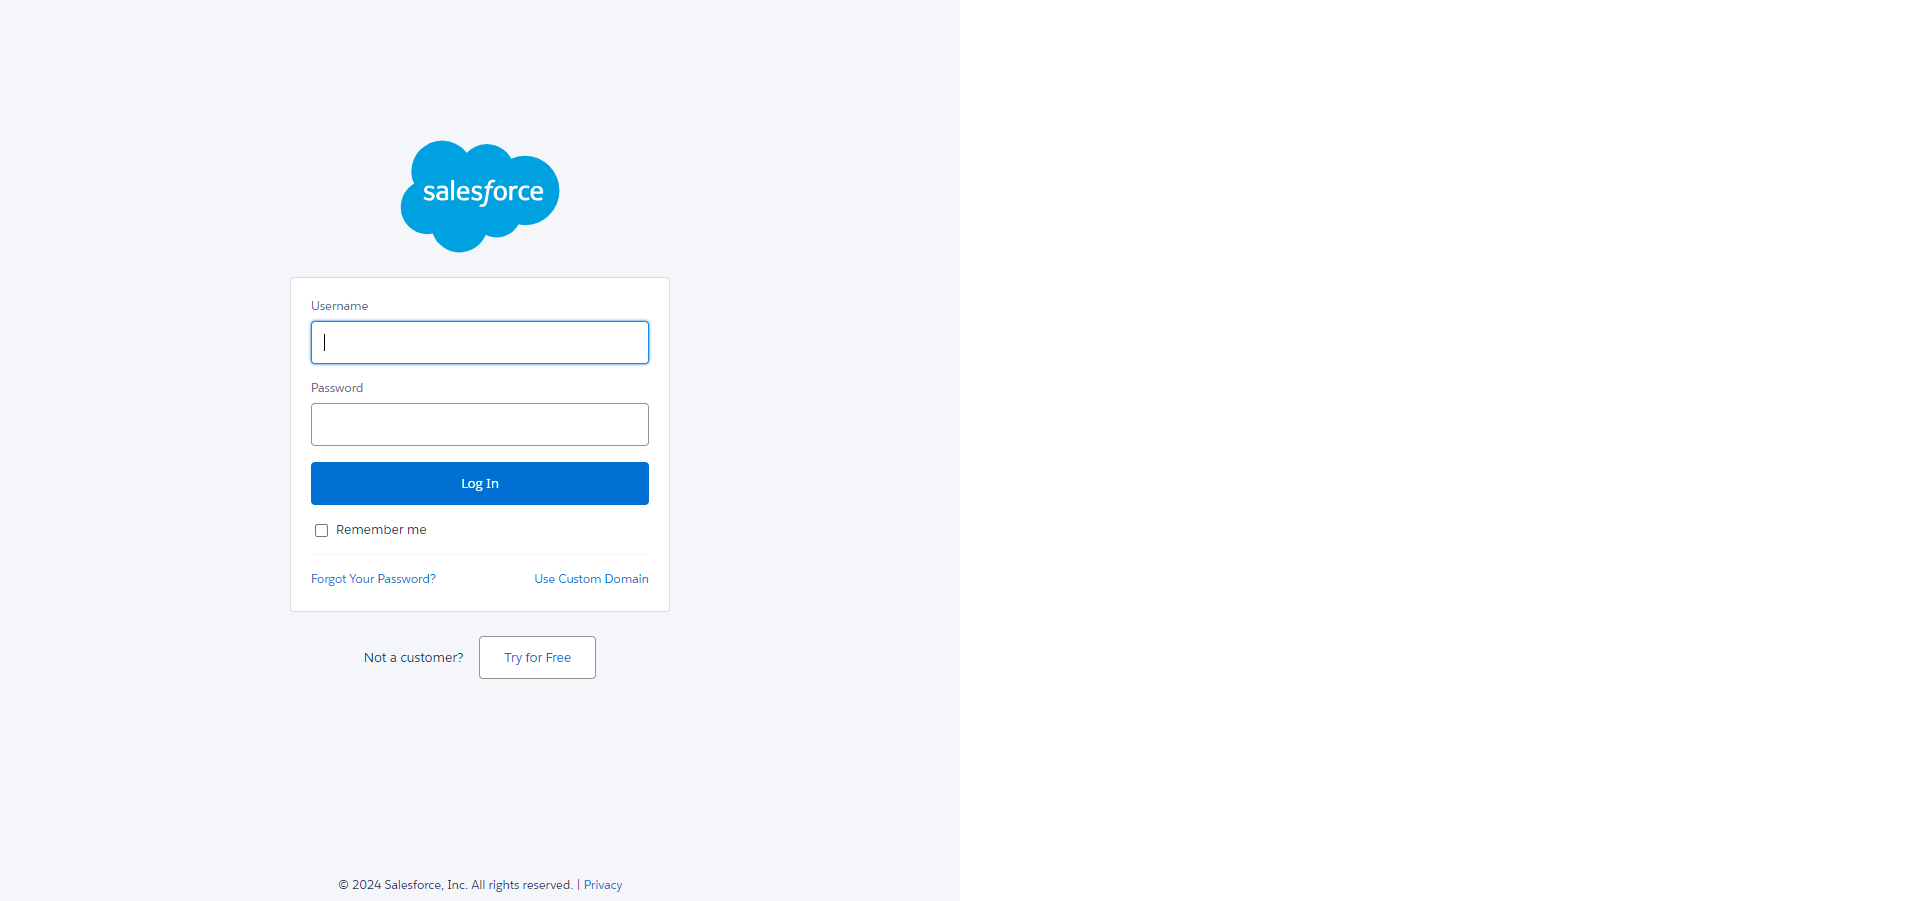 salesforce
Username
Password
Log In
Remember me
Forgot Your Password? Use Custom Domain
Not a customer? Try for Free
© 2024 Salesforce, Inc. All rights reserved. | Privacy